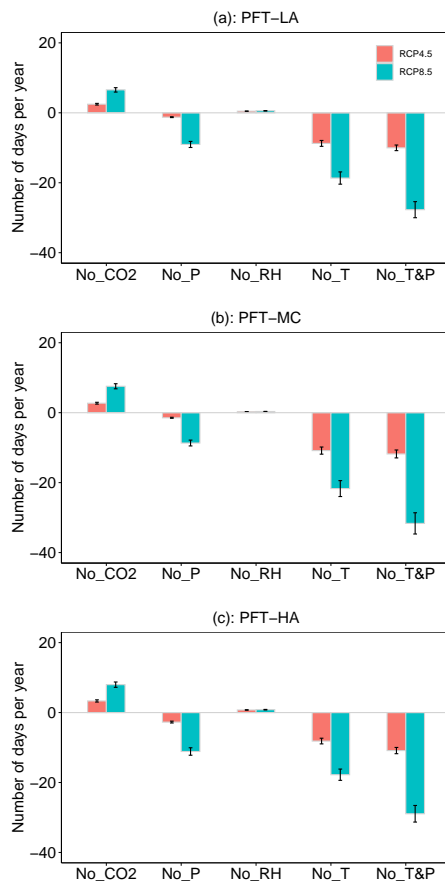 (a): PFT−LA
Number of days per year
20
0
−20
−40
RCP4.5
RCP8.5
No_CO2 No_P No_RH No_T No_T&P
(b): PFT−MC
Number of days per year
20
0
−20
−40
No_CO2 No_P No_RH No_T No_T&P
(c): PFT−HA
Number of days per year
20
0
−20
−40
No_CO2 No_P No_RH No_T No_T&P